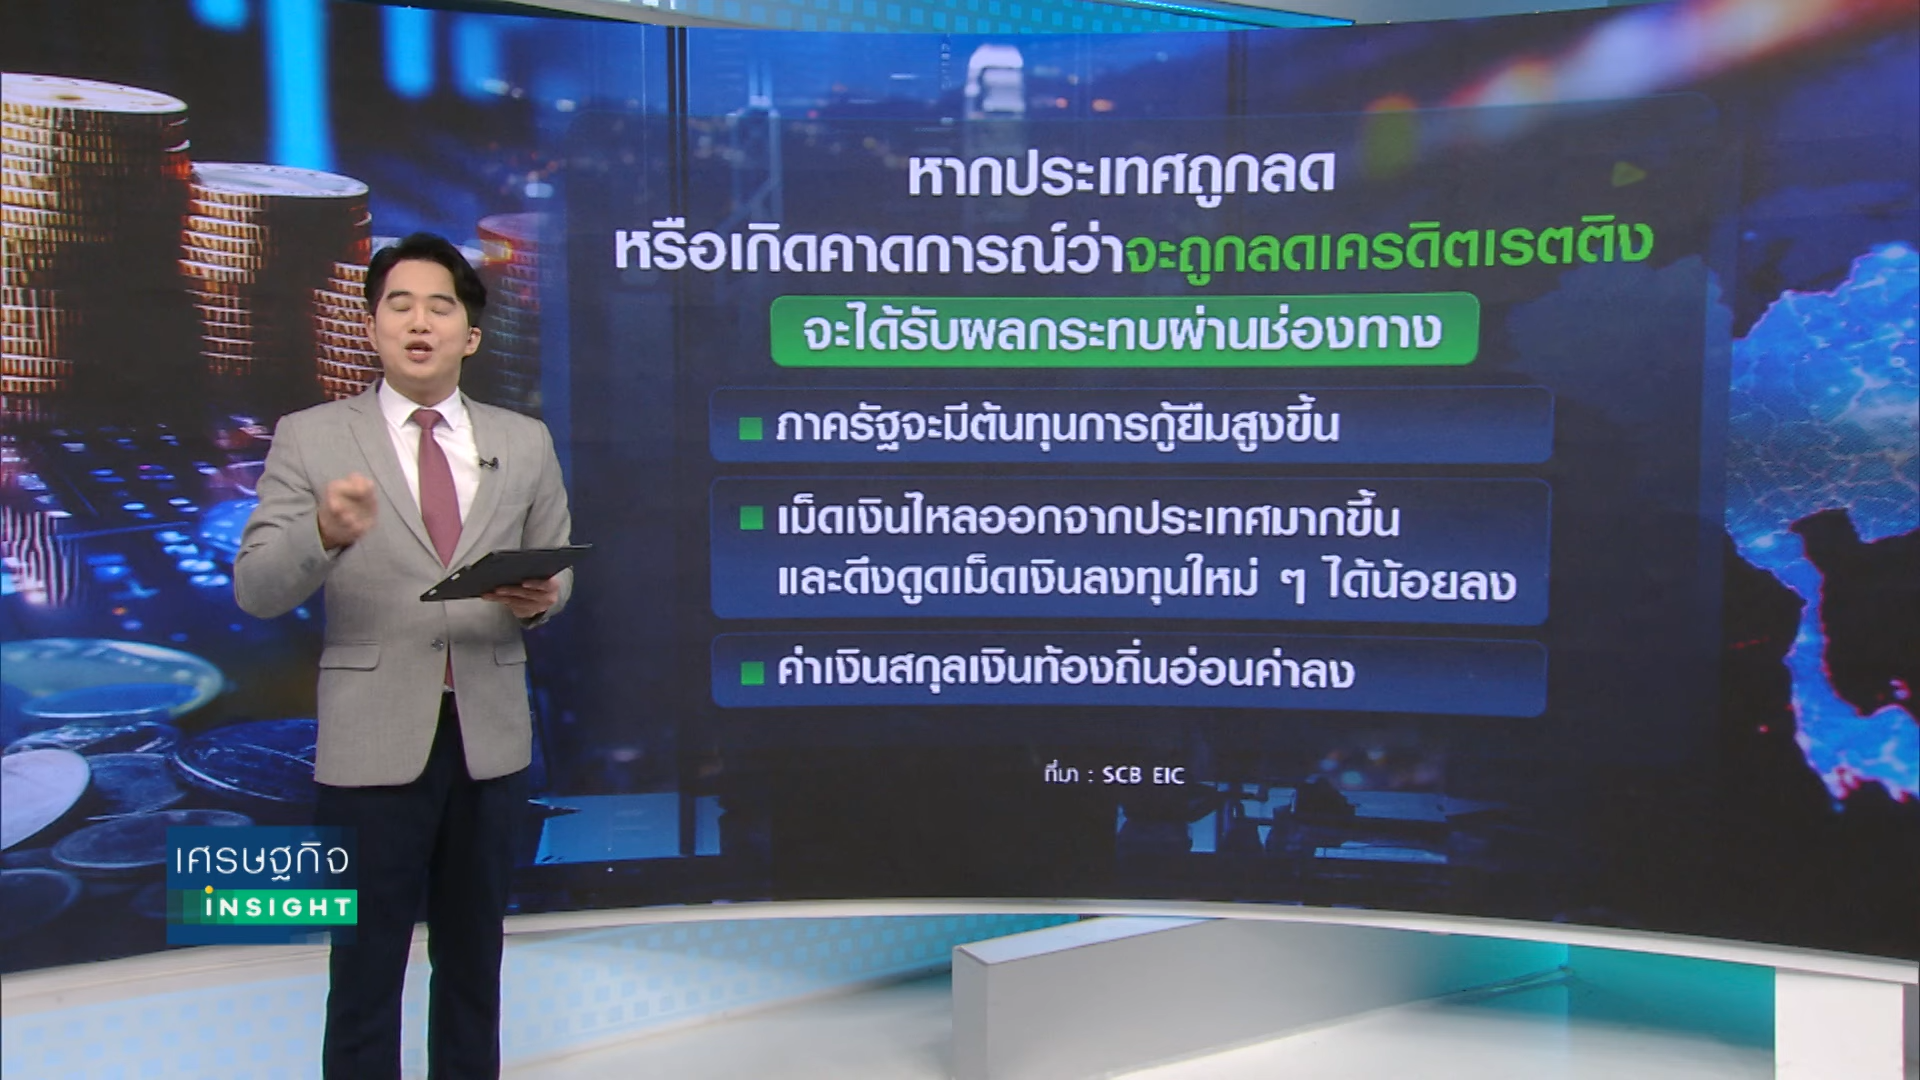 หากประเทศถูกลด
หรือเกิดคาดการณ์ว่าจะถูกลดเครดิตเรตติง
จะได้รับผลกระทบผ่านช่องทาง
ภาครัฐจะมีต้นทุนการกู้ยืมสูงขึ้น
เม็ดเงินไหลออกจากประเทศมากขึ้น
และดึงดูดเม็ดเงินลงทุนใหม่ ๆ ได้น้อยลง
ค่าเงินสกุลเงินท้องถิ่นอ่อนค่าลง
ที่มา : SCB EIC
เศรษฐกิจ
iNSIGHT